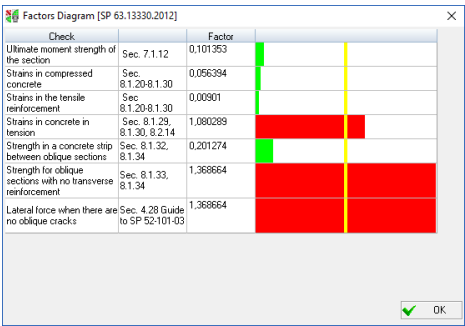 Factors Diagram [SP 63.13330.2012]
Check Factor
Ultimate moment strength of
the section
Sec. 7.1.12
0,101353
Strains in compressed
concrete
Sec.
8.1.20-8.1.30
0,056394
Strains in the tensile
reinforcement
Sec
8.1.20-8.1.30
0,00901
Strains in concrete in
tension
Sec. 8.1.29,
8.1.30, 8.2.14
1,080289
Strength in a concrete strip
between oblique sections
Sec. 8.1.32,
8.1.34
0,201274
Strength for oblique
sections with no transverse
reinforcement
Sec. 8.1.33,
8.1.34
1,368664
Lateral force when there are
no oblique cracks
Sec. 4.28 Guide
to SP 52-101-03
1,368664
OK